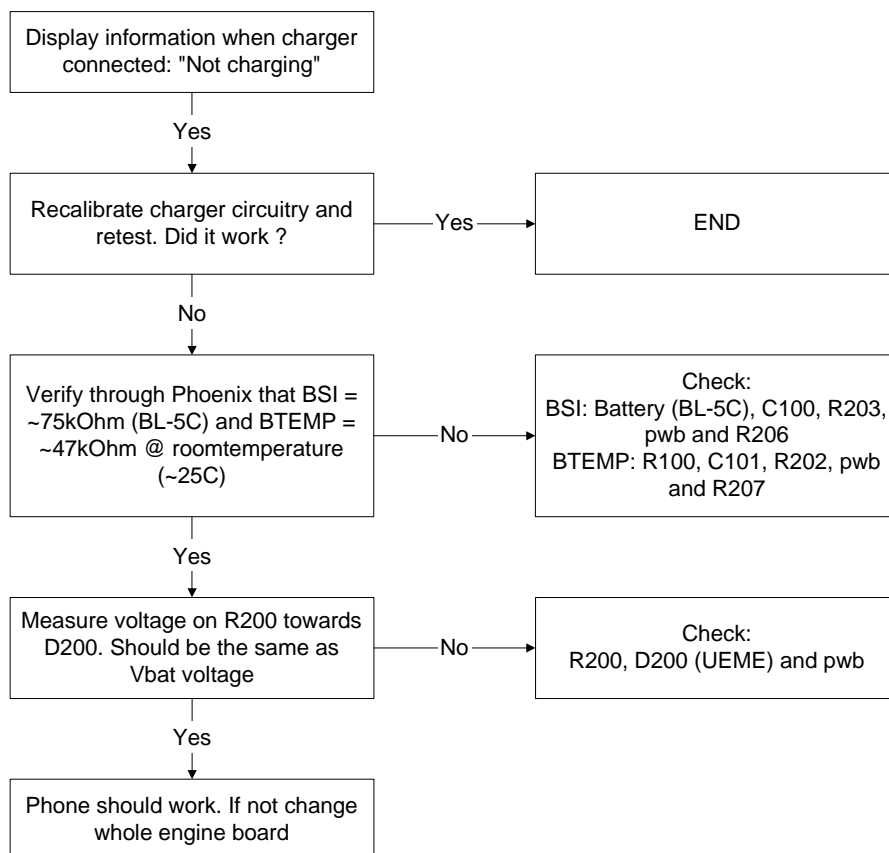 Display information when charger
connected: "Not charging"
Yes
Recalibrate charger circuitry and
retest. Did it work ?
Yes
END
No
Verify through Phoenix that BSI =
~75kOhm (BL-5C) and BTEMP =
~47kOhm @ roomtemperature
(~25C)
No
Check:
BSI: Battery (BL-5C), C100, R203,
pwb and R206
BTEMP: R100, C101, R202, pwb
and R207
Yes
Measure voltage on R200 towards
D200. Should be the same as
Vbat voltage
No
Check:
R200, D200 (UEME) and pwb
Yes
Phone should work. If not change
whole engine board